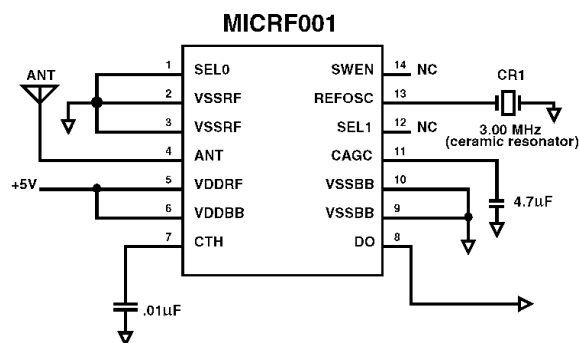 MICRF001
ANT
+5V
1 SEL0
2 VSSRF
3 VSSRF
4 ANT
5 VDDRF
6 VDDBB
7 CTH
.01µF
SWEN 14 NC
REFOSC 13
SEL1 12 NC
CAGC 11
VSSBB 10
VSSBB 9
DO 8
CR1
3.00 MHz
(ceramic resonator)
4.7µF